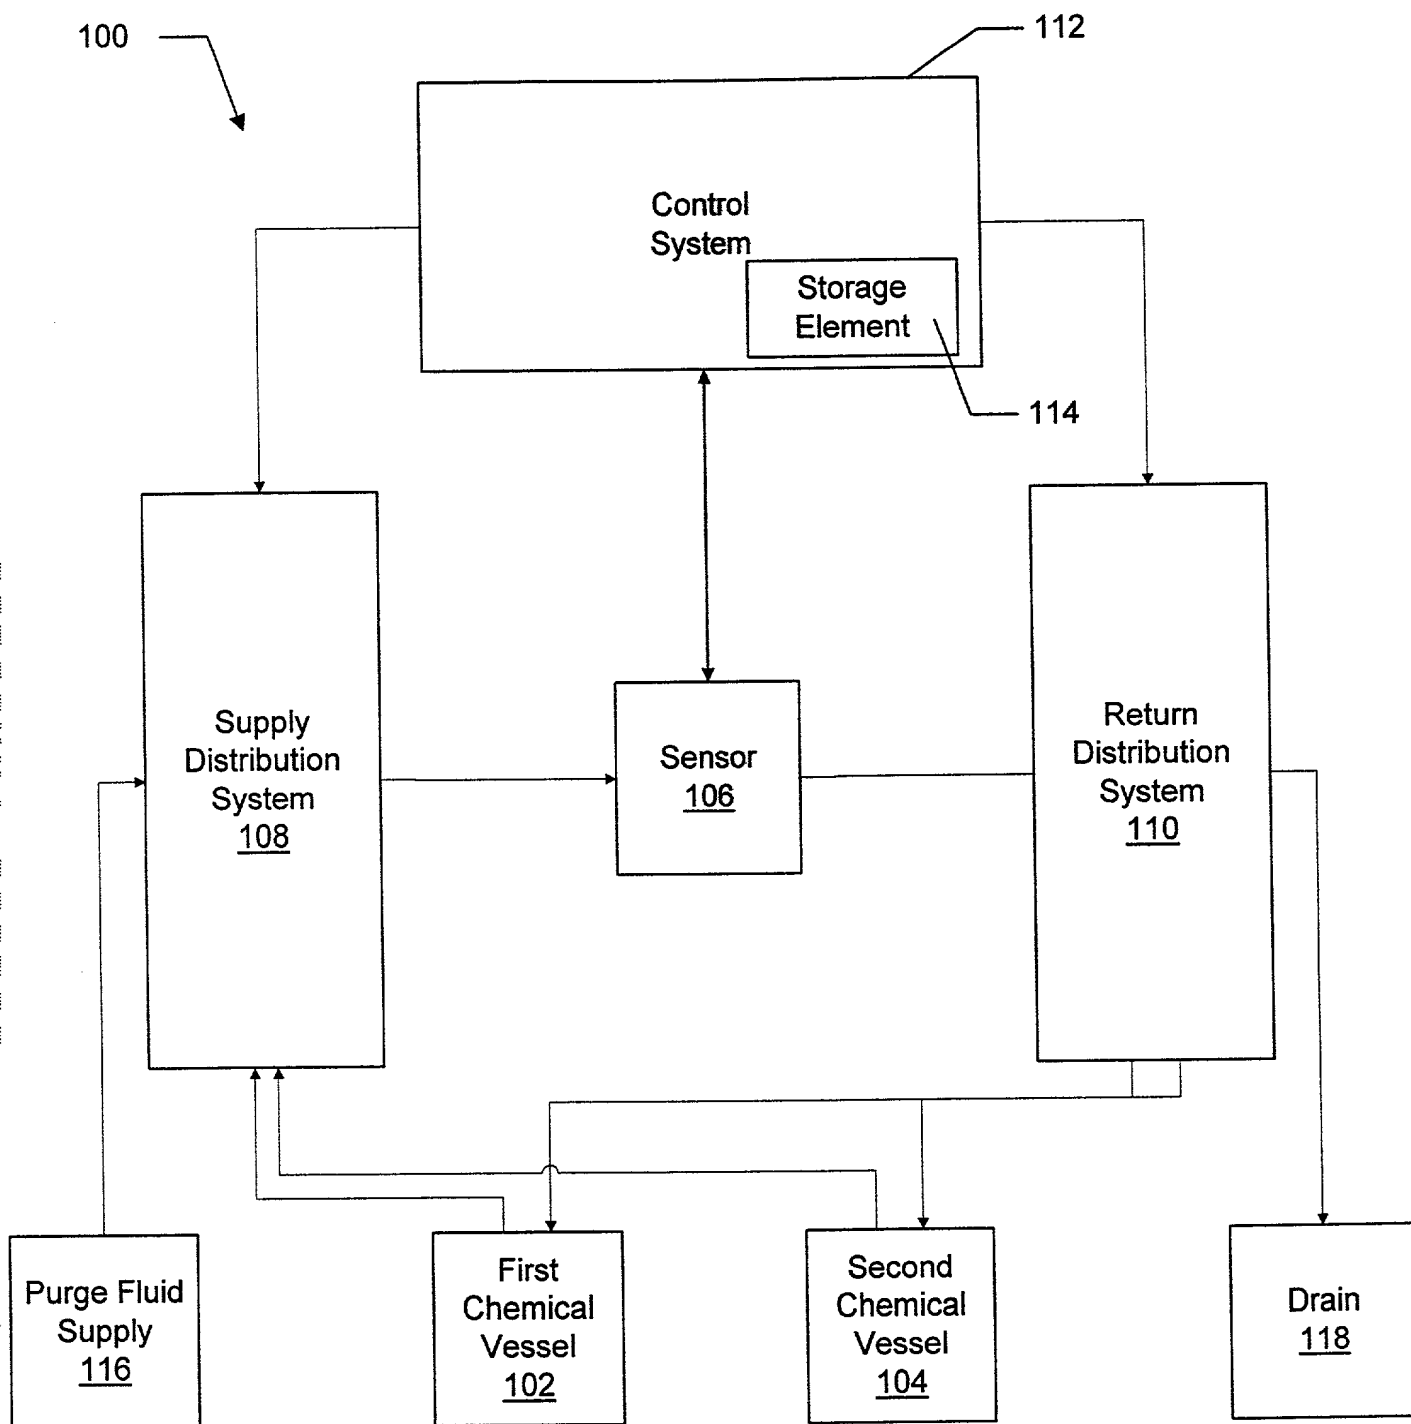 100
112
Control
System
Storage
Element
114
Supply
Distribution
System
108
Sensor
106
Return
Distribution
System
110
Purge Fluid
Supply
116
First
Chemical
Vessel
102
Second
Chemical
Vessel
104
Drain
118